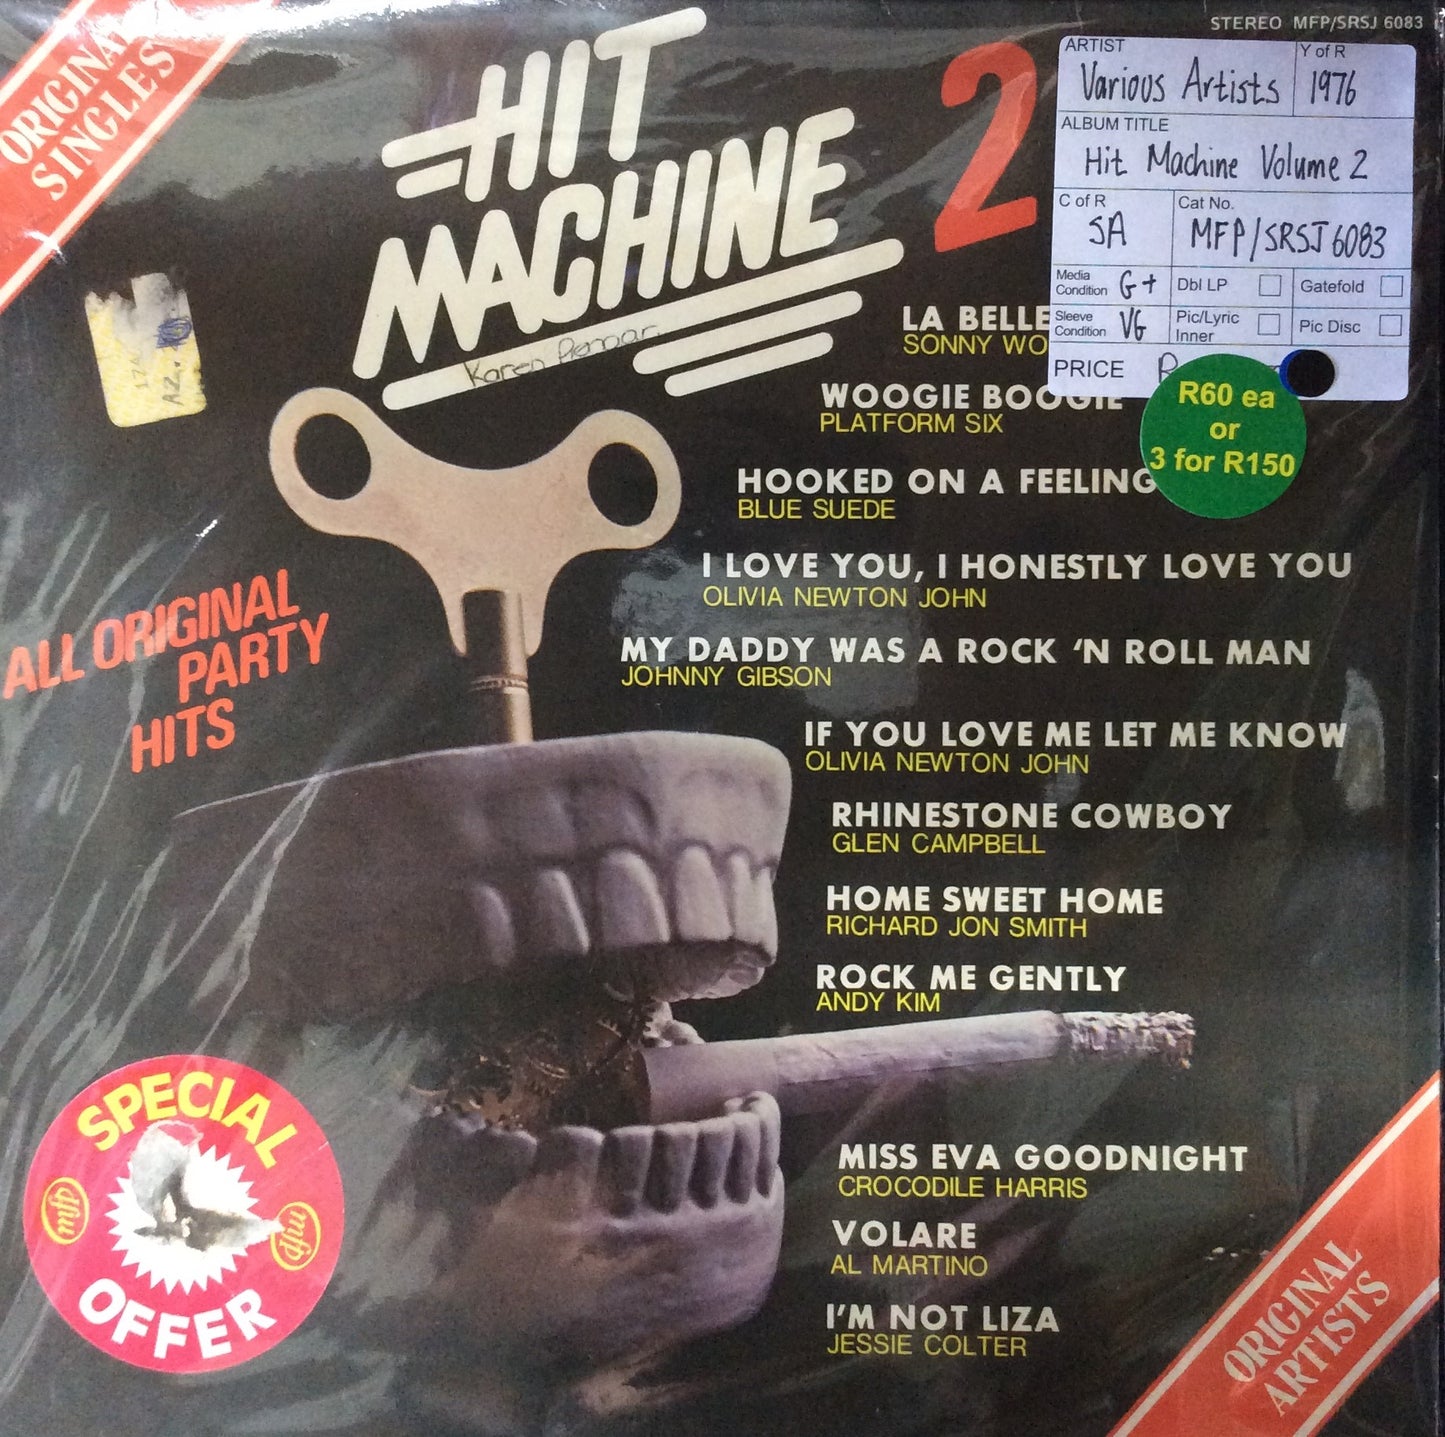 STEREO MFP/SRSJ 6083
ORIGINAL
SINGLES
HIT
MACHINE
2
Karen
ARTIST
Various Artists
Y of R
1976
ALBUM TITLE
Hit Machine Volume 2
C of R
SA
Cat No.
MFP/SRSJ 6083
Media
Condition
G+
Dbl LP
Gatefold
Sleeve
Condition
VG
Pic/Lyric
Inner
Pic Disc
PRICE
R60 ea
or
3 for R150
LA BELLE
SONNY
WOOGIE BOOGIE
PLATFORM SIX
HOOKED ON A FEELING
BLUE SUEDE
I LOVE YOU, I HONESTLY LOVE YOU
OLIVIA NEWTON JOHN
MY DADDY WAS A ROCK 'N ROLL MAN
JOHNNY GIBSON
IF YOU LOVE ME LET ME KNOW
OLIVIA NEWTON JOHN
RHINESTONE COWBOY
GLEN CAMPBELL
HOME SWEET HOME
RICHARD JON SMITH
ROCK ME GENTLY
ANDY KIM
MISS EVA GOODNIGHT
CROCODILE HARRIS
VOLARE
AL MARTINO
I'M NOT LIZA
JESSIE COLTER
ALL ORIGINAL
PARTY
HITS
SPECIAL
mfp
mfp
OFFER
ORIGINAL
ARTISTS